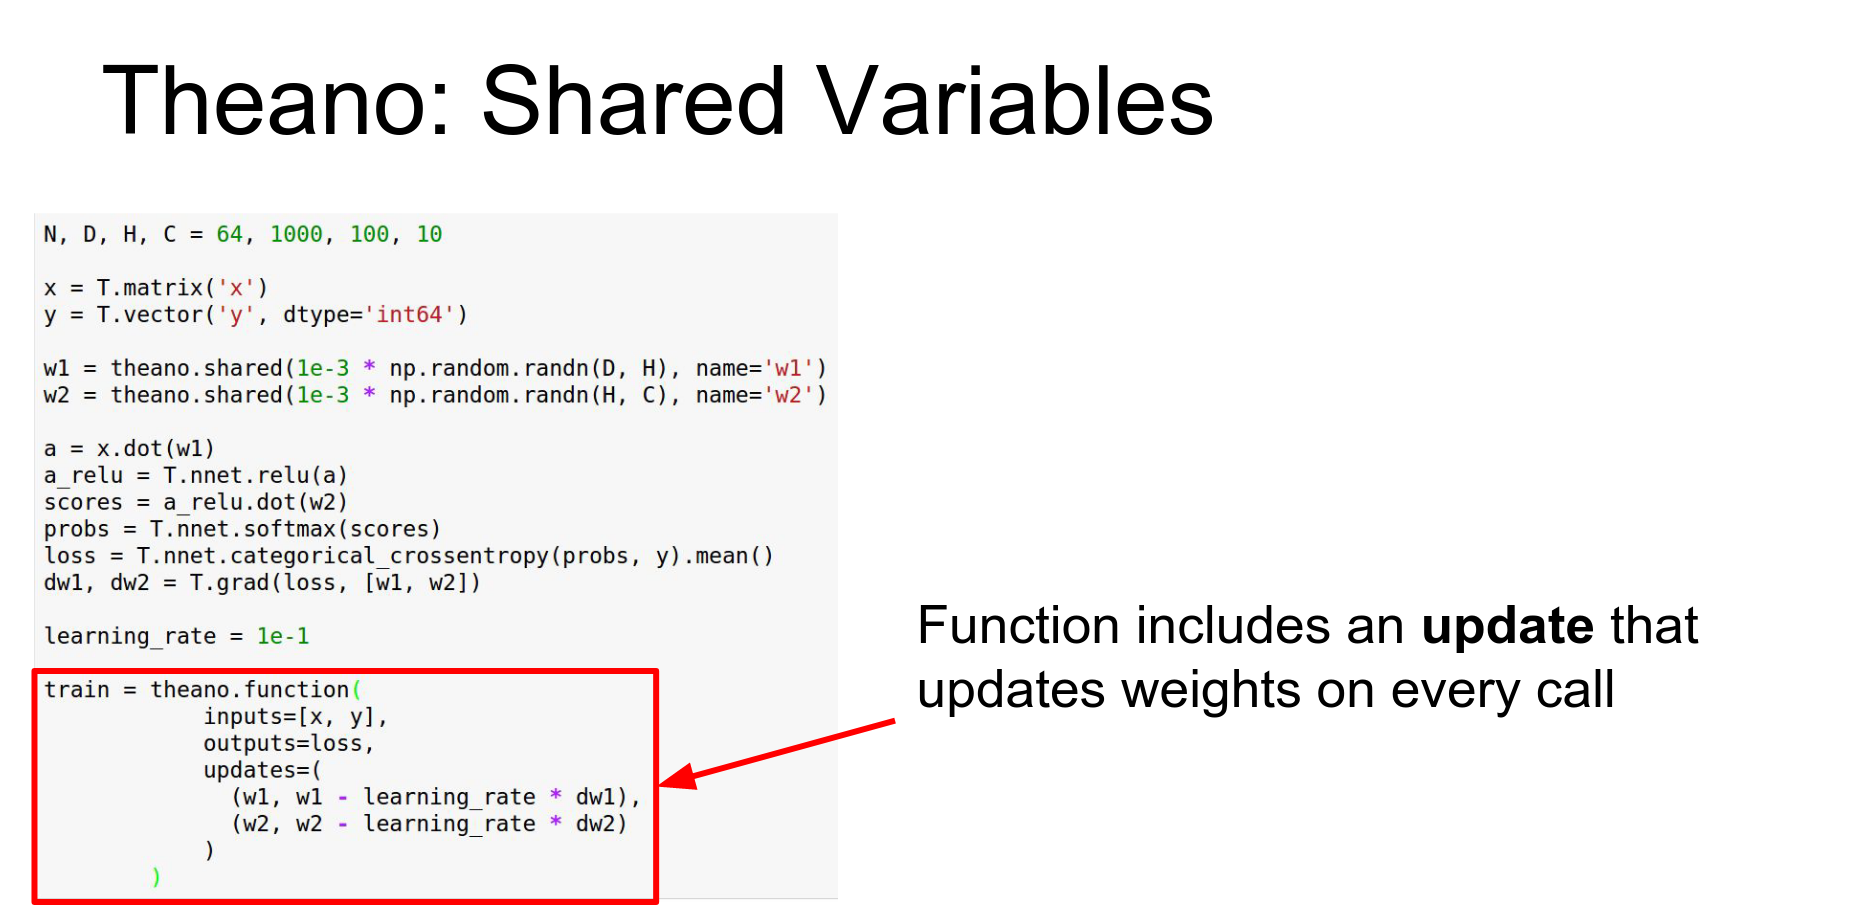 Theano: Shared Variables
N, D, H, C = 64, 1000, 100, 10
x = T.matrix('x')
y = T.vector('y', dtype='int64')
w1 = theano.shared(1e-3 * np.random.randn(D, H), name='w1')
w2 = theano.shared(1e-3 * np.random.randn(H, C), name='w2')
a = x.dot(w1)
a_relu = T.nnet.relu(a)
scores = a_relu.dot(w2)
probs = T.nnet.softmax(scores)
loss = T.nnet.categorical_crossentropy(probs, y).mean()
dw1, dw2 = T.grad(loss, [w1, w2])
learning_rate = 1e-1
train = theano.function(
inputs=[x, y],
outputs=loss,
updates=(
(w1, w1 - learning_rate * dw1),
(w2, w2 - learning_rate * dw2)
)
)
Function includes an update that
updates weights on every call